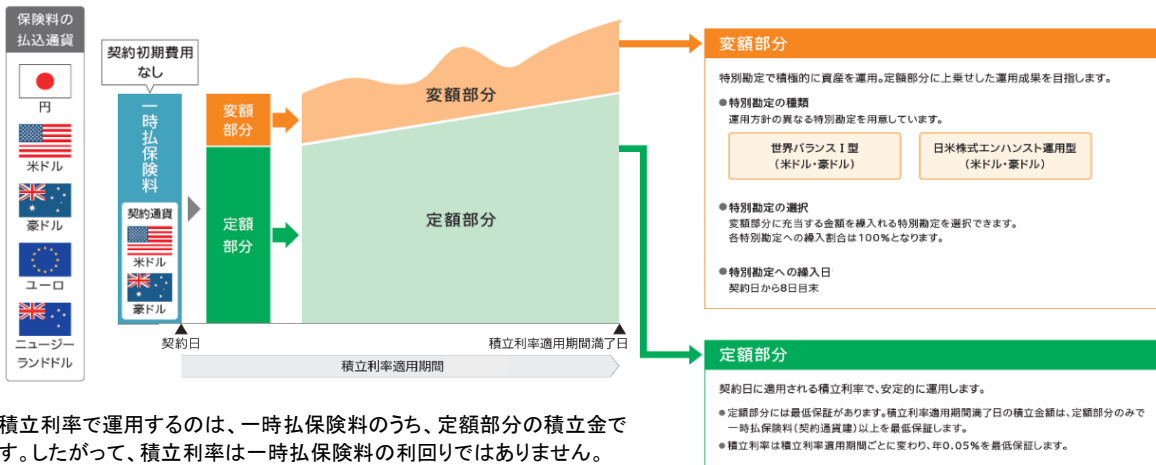 保険料の
払込通貨
円
米ドル
豪ドル
ユーロ
ニュージー
ランドドル
契約初期費用
なし
一時払保険料
契約通貨
米ドル
豪ドル
変額
部分
定額
部分
変額部分
定額部分
契約日
積立利率適用期間満了日
積立利率適用期間
積立利率で運用するのは、一時払保険料のうち、定額部分の積立金で
す。したがって、積立利率は一時払保険料の利回りではありません。
変額部分
特別勘定で積極的に資産を運用。定額部分に上乗せした運用成果を目指します。
●特別勘定の種類
運用方針の異なる特別勘定を用意しています。
世界バランスⅠ型
(米ドル・豪ドル)
日米株式エンハンスト運用型
(米ドル・豪ドル)
●特別勘定の選択
変額部分に充当する金額を繰入れる特別勘定を選択できます。
各特別勘定への繰入割合は100%となります。
●特別勘定への繰入日
契約日から8日目末
定額部分
契約日に適用される積立利率で、安定的に運用します。
●定額部分には最低保証があります。積立利率適用期間満了日の積立金額は、定額部分のみで
一時払保険料(契約通貨建)以上を最低保証します。
●積立利率は積立利率適用期間ごとに変わり、年0.05%を最低保証します。